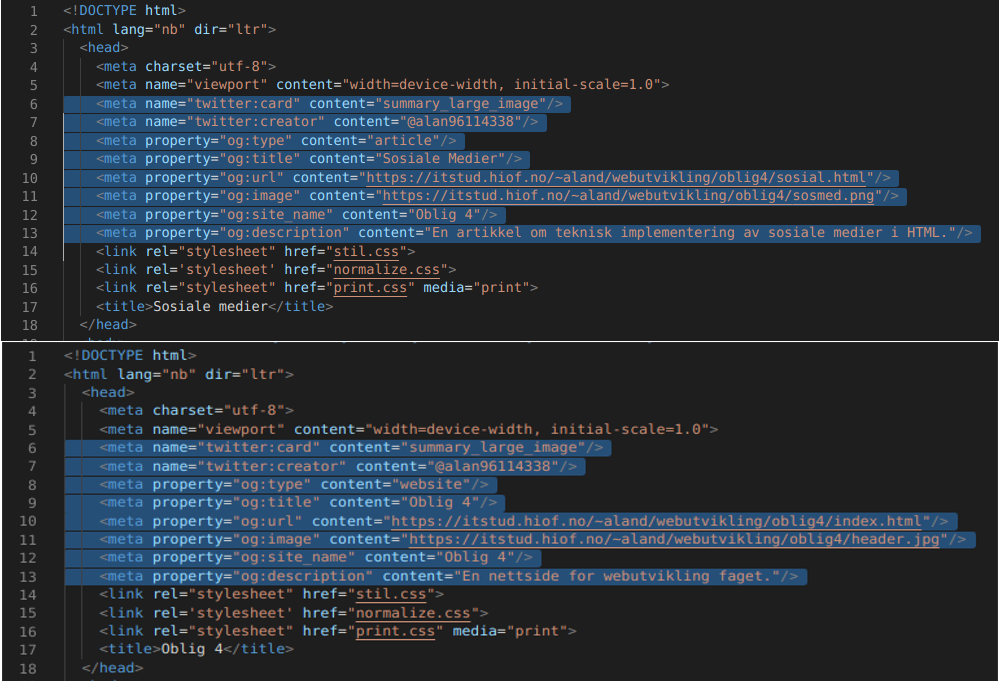 1 <!DOCTYPE html>
2 <html lang="nb" dir="ltr">
3 <head>
4 <meta charset="utf-8">
5 <meta name="viewport" content="width=device-width, initial-scale=1.0">
6 <meta name="twitter:card" content="summary_large_image"/>
7 <meta name="twitter:creator" content="@alan96114338"/>
8 <meta property="og:type" content="article"/>
9 <meta property="og:title" content="Sosiale Medier"/>
10 <meta property="og:url" content="https://itstud.hiof.no/~aland/webutvikling/oblig4/sosial.html"/>
11 <meta property="og:image" content="https://itstud.hiof.no/~aland/webutvikling/oblig4/sosmed.png"/>
12 <meta property="og:site_name" content="Oblig 4"/>
13 <meta property="og:description" content="En artikkel om teknisk implementering av sosiale medier i HTML."/>
14 <link rel="stylesheet" href="stil.css">
15 <link rel='stylesheet' href="normalize.css">
16 <link rel="stylesheet" href="print.css" media="print">
17 <title>Sosiale medier</title>
18 </head>
1 <!DOCTYPE html>
2 <html lang="nb" dir="ltr">
3 <head>
4 <meta charset="utf-8">
5 <meta name="viewport" content="width=device-width, initial-scale=1.0">
6 <meta name="twitter:card" content="summary_large_image"/>
7 <meta name="twitter:creator" content="@alan96114338"/>
8 <meta property="og:type" content="website"/>
9 <meta property="og:title" content="Oblig 4"/>
10 <meta property="og:url" content="https://itstud.hiof.no/~aland/webutvikling/oblig4/index.html"/>
11 <meta property="og:image" content="https://itstud.hiof.no/~aland/webutvikling/oblig4/header.jpg"/>
12 <meta property="og:site_name" content="Oblig 4"/>
13 <meta property="og:description" content="En nettside for webutvikling faget."/>
14 <link rel="stylesheet" href="stil.css">
15 <link rel='stylesheet' href="normalize.css">
16 <link rel="stylesheet" href="print.css" media="print">
17 <title>Oblig 4</title>
18 </head>